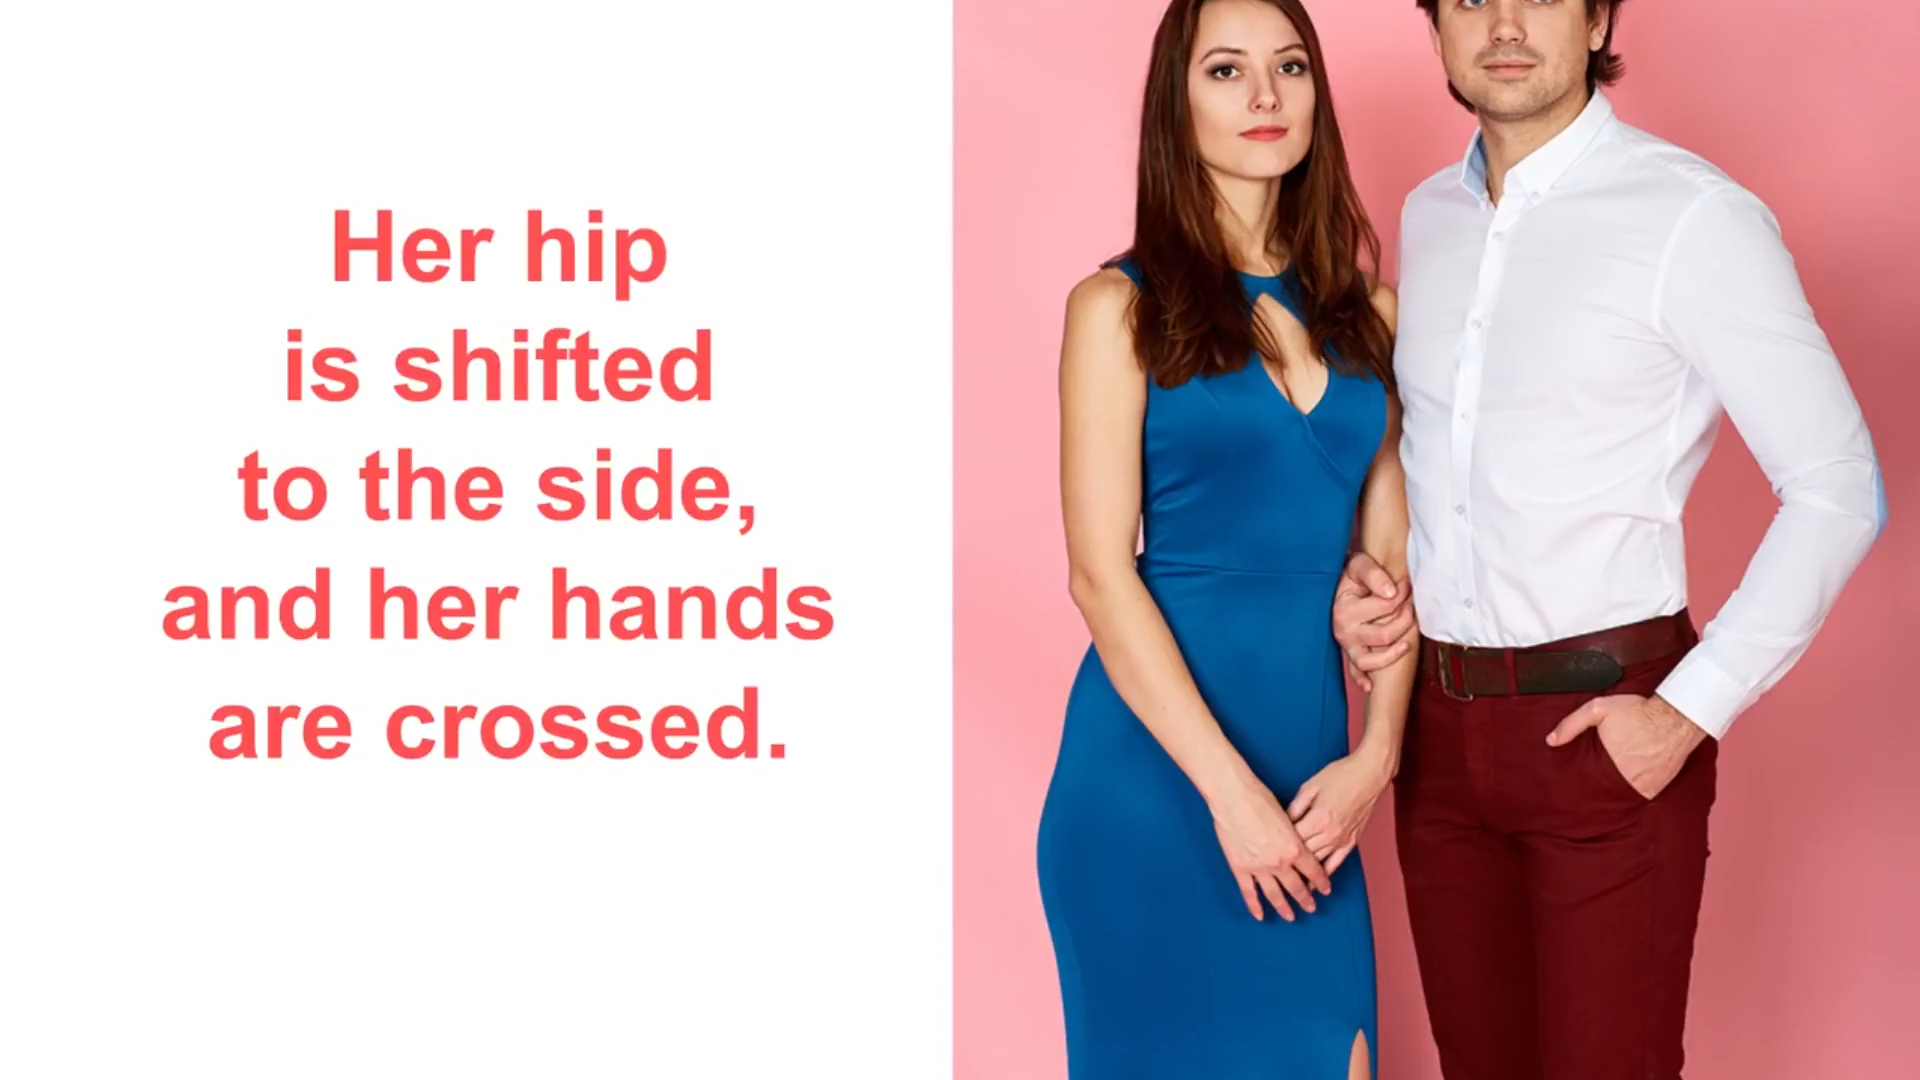 Her hip
is shifted
to the side,
and her hands
are crossed.